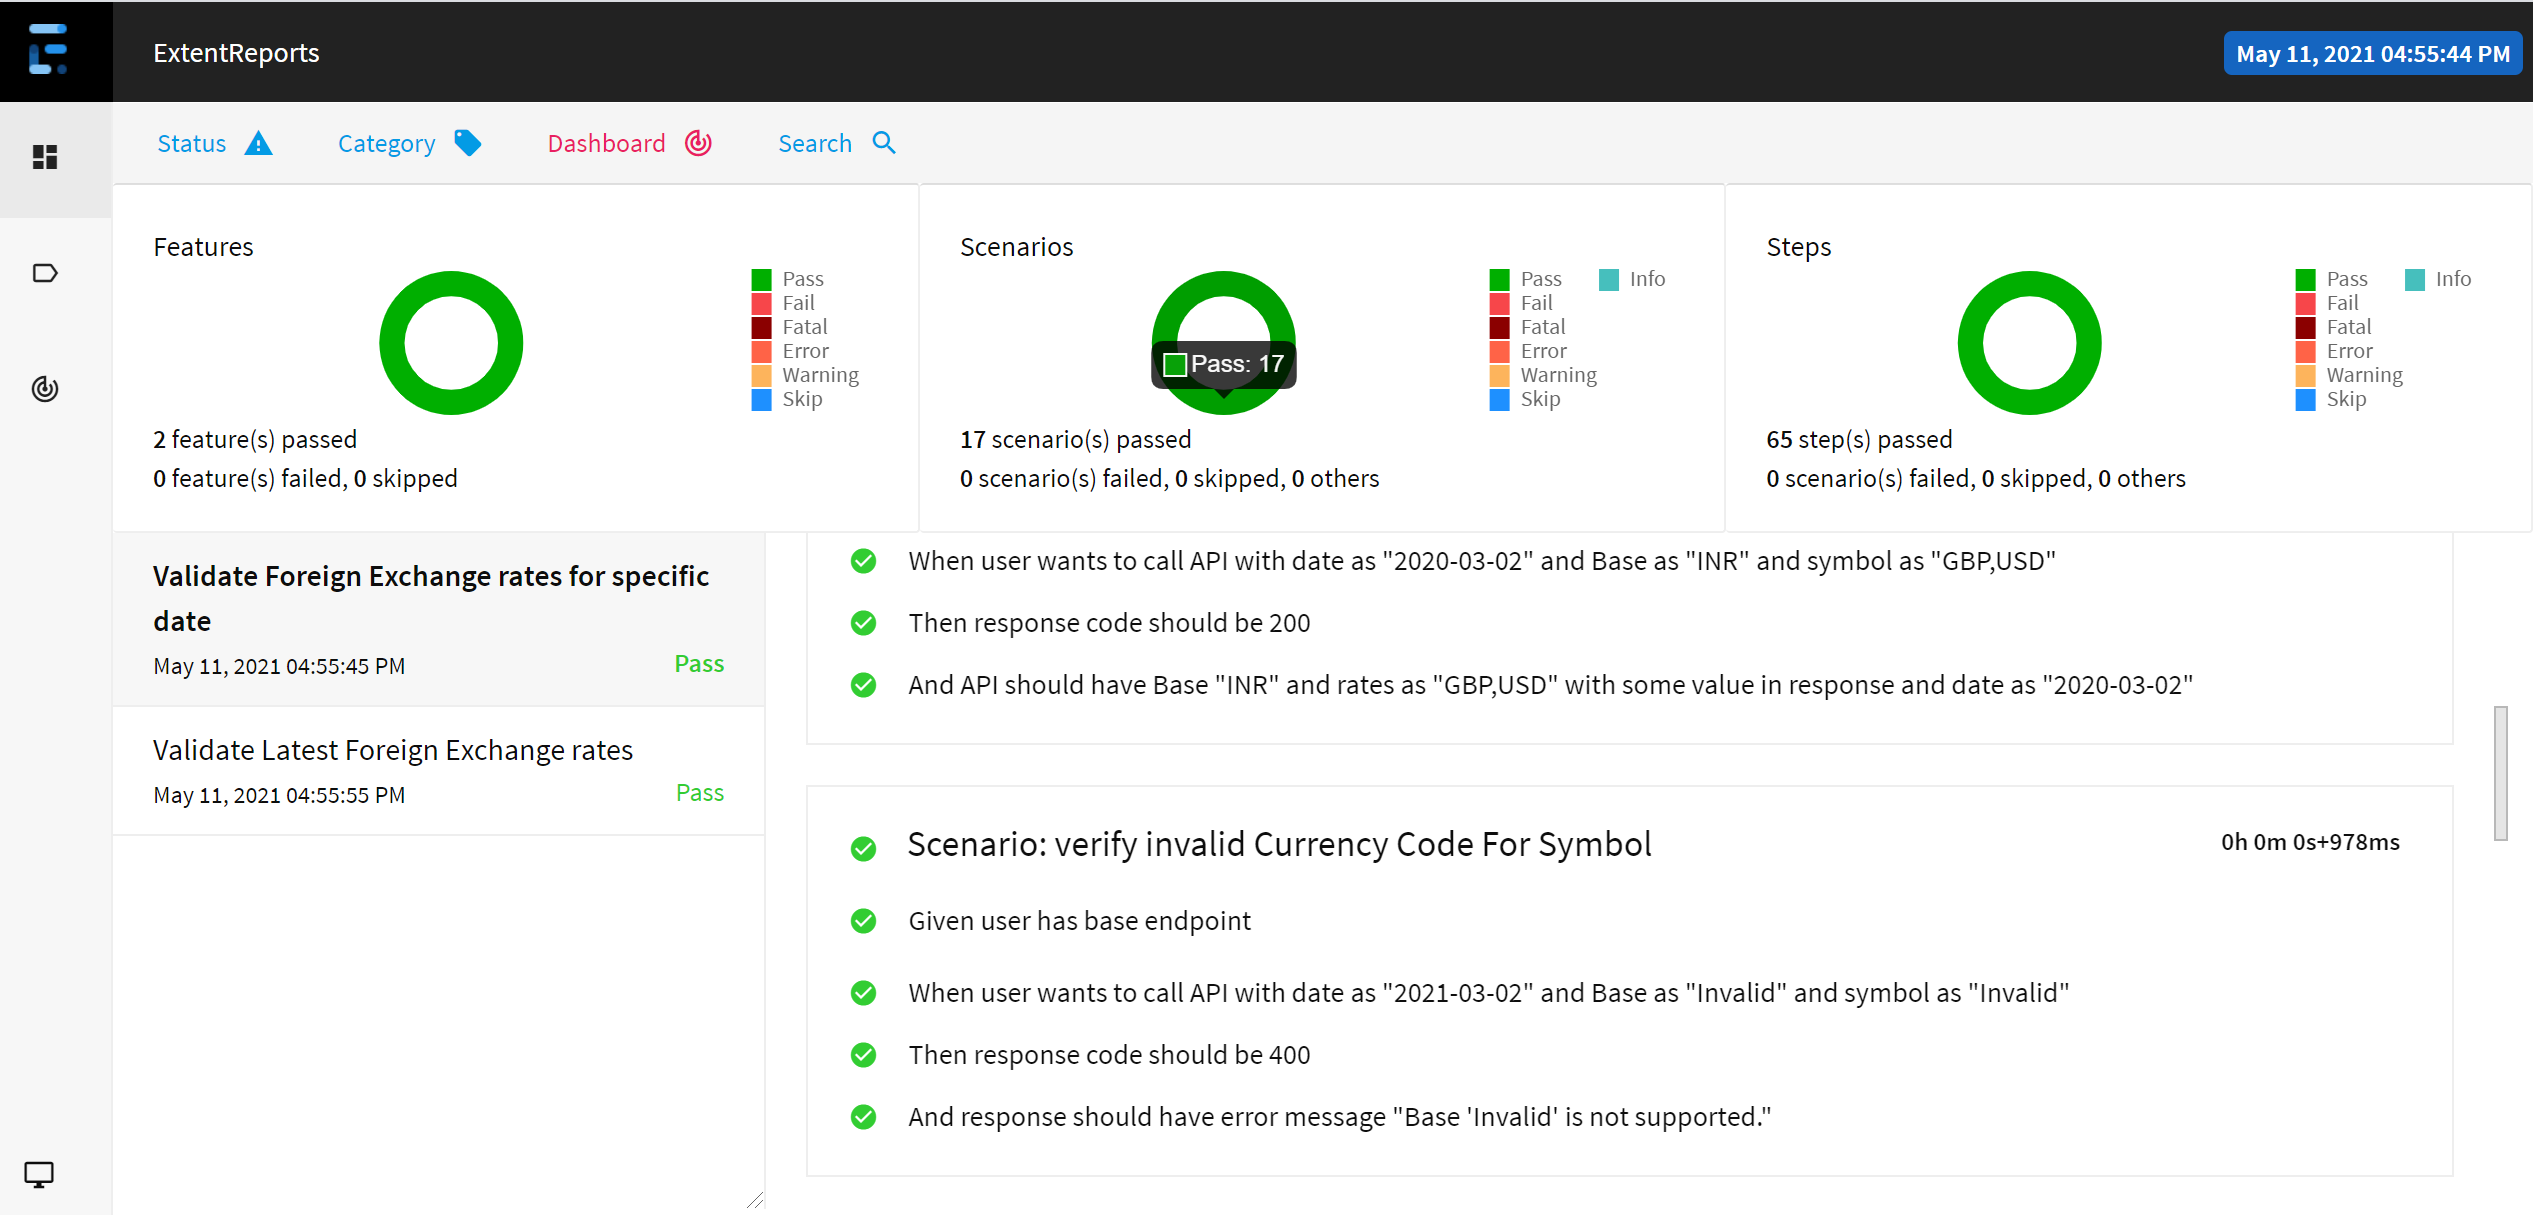 ExtentReports
May 11, 2021 04:55:44 PM
Status
Category
Dashboard
Search
Features
Pass
Fail
Fatal
Error
Warning
Skip
2 feature(s) passed
0 feature(s) failed, 0 skipped
Scenarios
Pass: 17
Pass
Info
Fail
Fatal
Error
Warning
Skip
17 scenario(s) passed
0 scenario(s) failed, 0 skipped, 0 others
Steps
Pass
Info
Fail
Fatal
Error
Warning
Skip
65 step(s) passed
0 scenario(s) failed, 0 skipped, 0 others
Validate Foreign Exchange rates for specific
date
May 11, 2021 04:55:45 PM
Pass
Validate Latest Foreign Exchange rates
May 11, 2021 04:55:55 PM
Pass
When user wants to call API with date as "2020-03-02" and Base as "INR" and symbol as "GBP,USD"
Then response code should be 200
And API should have Base "INR" and rates as "GBP,USD" with some value in response and date as "2020-03-02"
Scenario: verify invalid Currency Code For Symbol
0h 0m 0s+978ms
Given user has base endpoint
When user wants to call API with date as "2021-03-02" and Base as "Invalid" and symbol as "Invalid"
Then response code should be 400
And response should have error message "Base 'Invalid' is not supported."